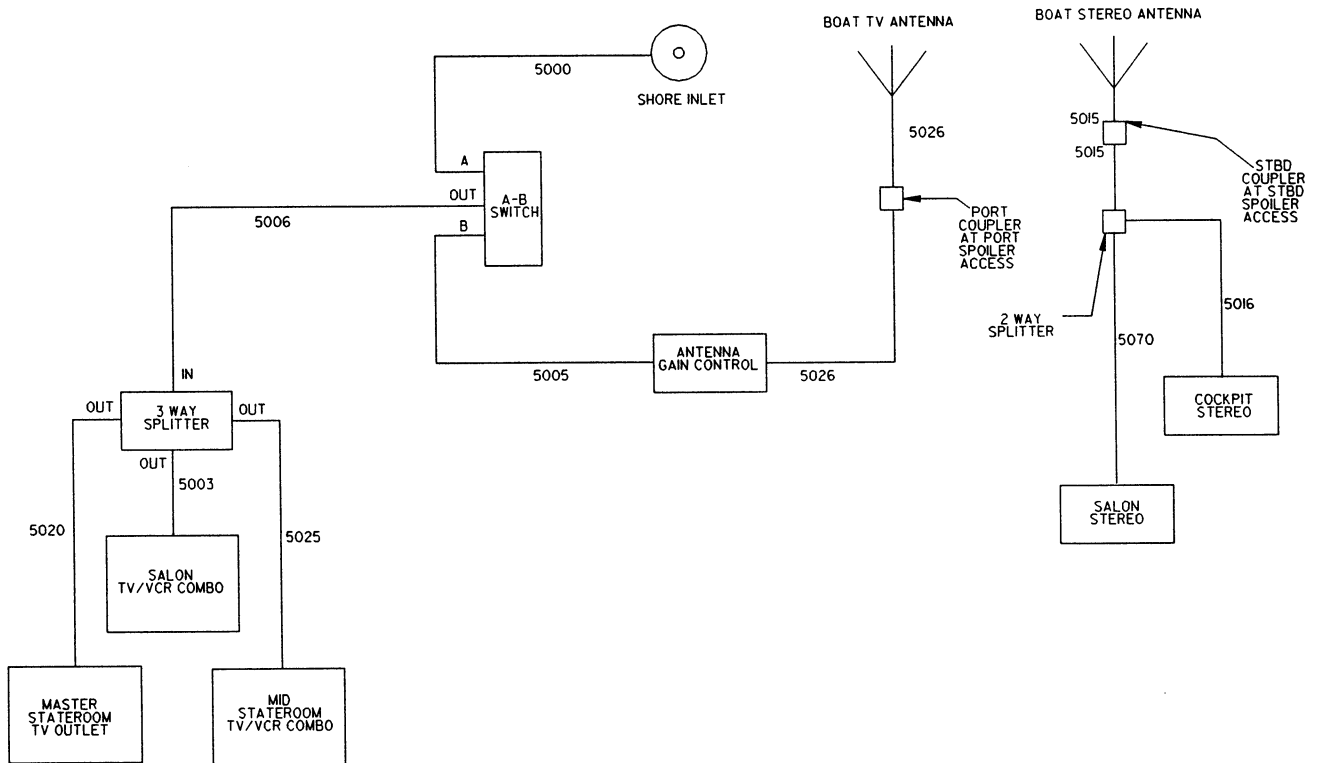 BOAT TV ANTENNA
BOAT STEREO ANTENNA
5000
SHORE INLET
5026
5015
5015
STBD
COUPLER
AT STBD
SPOILER
ACCESS
A
OUT
B
A-B
SWITCH
5006
PORT
COUPLER
AT PORT
SPOILER
ACCESS
2 WAY
SPLITTER
5016
5070
ANTENNA
GAIN CONTROL
5005
5026
IN
OUT
3 WAY
SPLITTER
OUT
OUT
COCKPIT
STEREO
5003
SALON
STEREO
5020
5025
SALON
TV/VCR COMBO
MASTER
STATEROOM
TV OUTLET
MID
STATEROOM
TV/VCR COMBO